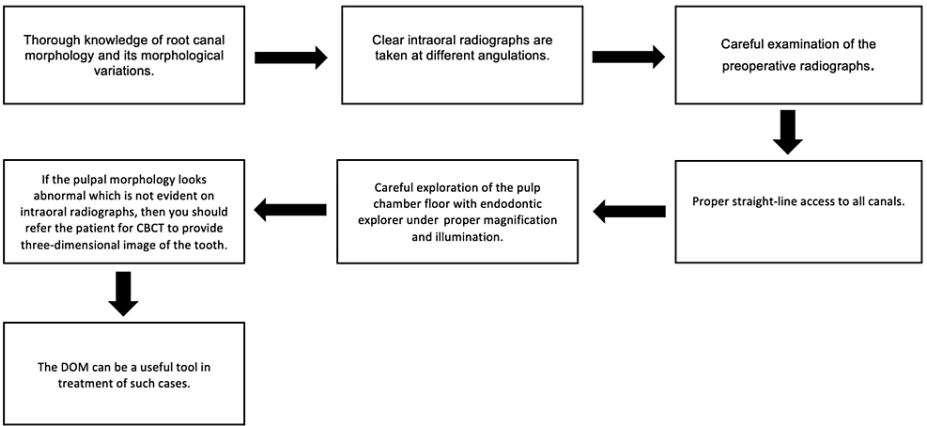 Thorough knowledge of root canal
morphology and its morphological
variations.
Clear intraoral radiographs are
taken at different angulations.
Careful examination of the
preoperative radiographs.
Proper straight-line access to all canals.
Careful exploration of the pulp
chamber floor with endodontic
explorer under proper magnification
and illumination.
If the pulpal morphology looks
abnormal which is not evident on
intraoral radiographs, then you should
refer the patient for CBCT to provide
three-dimensional image of the tooth.
The DOM can be a useful tool in
treatment of such cases.